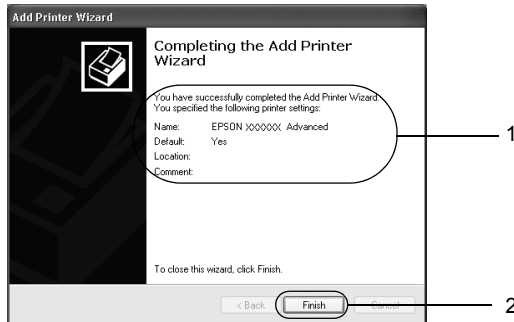 Add Printer Wizard
Completing the Add Printer
Wizard
You have successfully completed the Add Printer Wizard.
You specified the following printer settings:
Name: EPSON XXXXXX Advanced
Default: Yes
Location:
Comment:
1
To close this wizard, click Finish.
< Back Finish Cancel
2